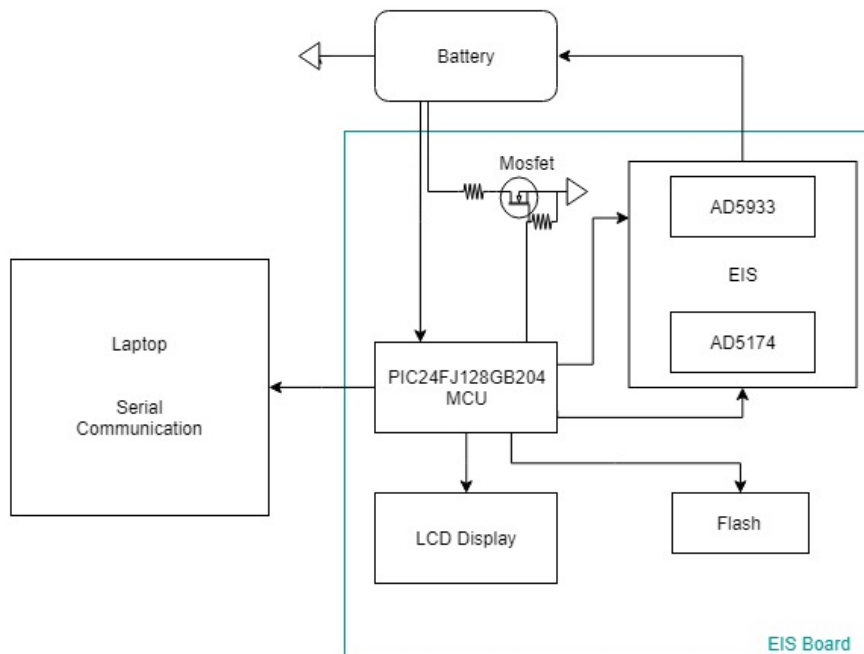 Battery
Mosfet
AD5933
EIS
AD5174
Laptop
Serial
Communication
PIC24FJ128GB204
MCU
LCD Display
Flash
EIS Board